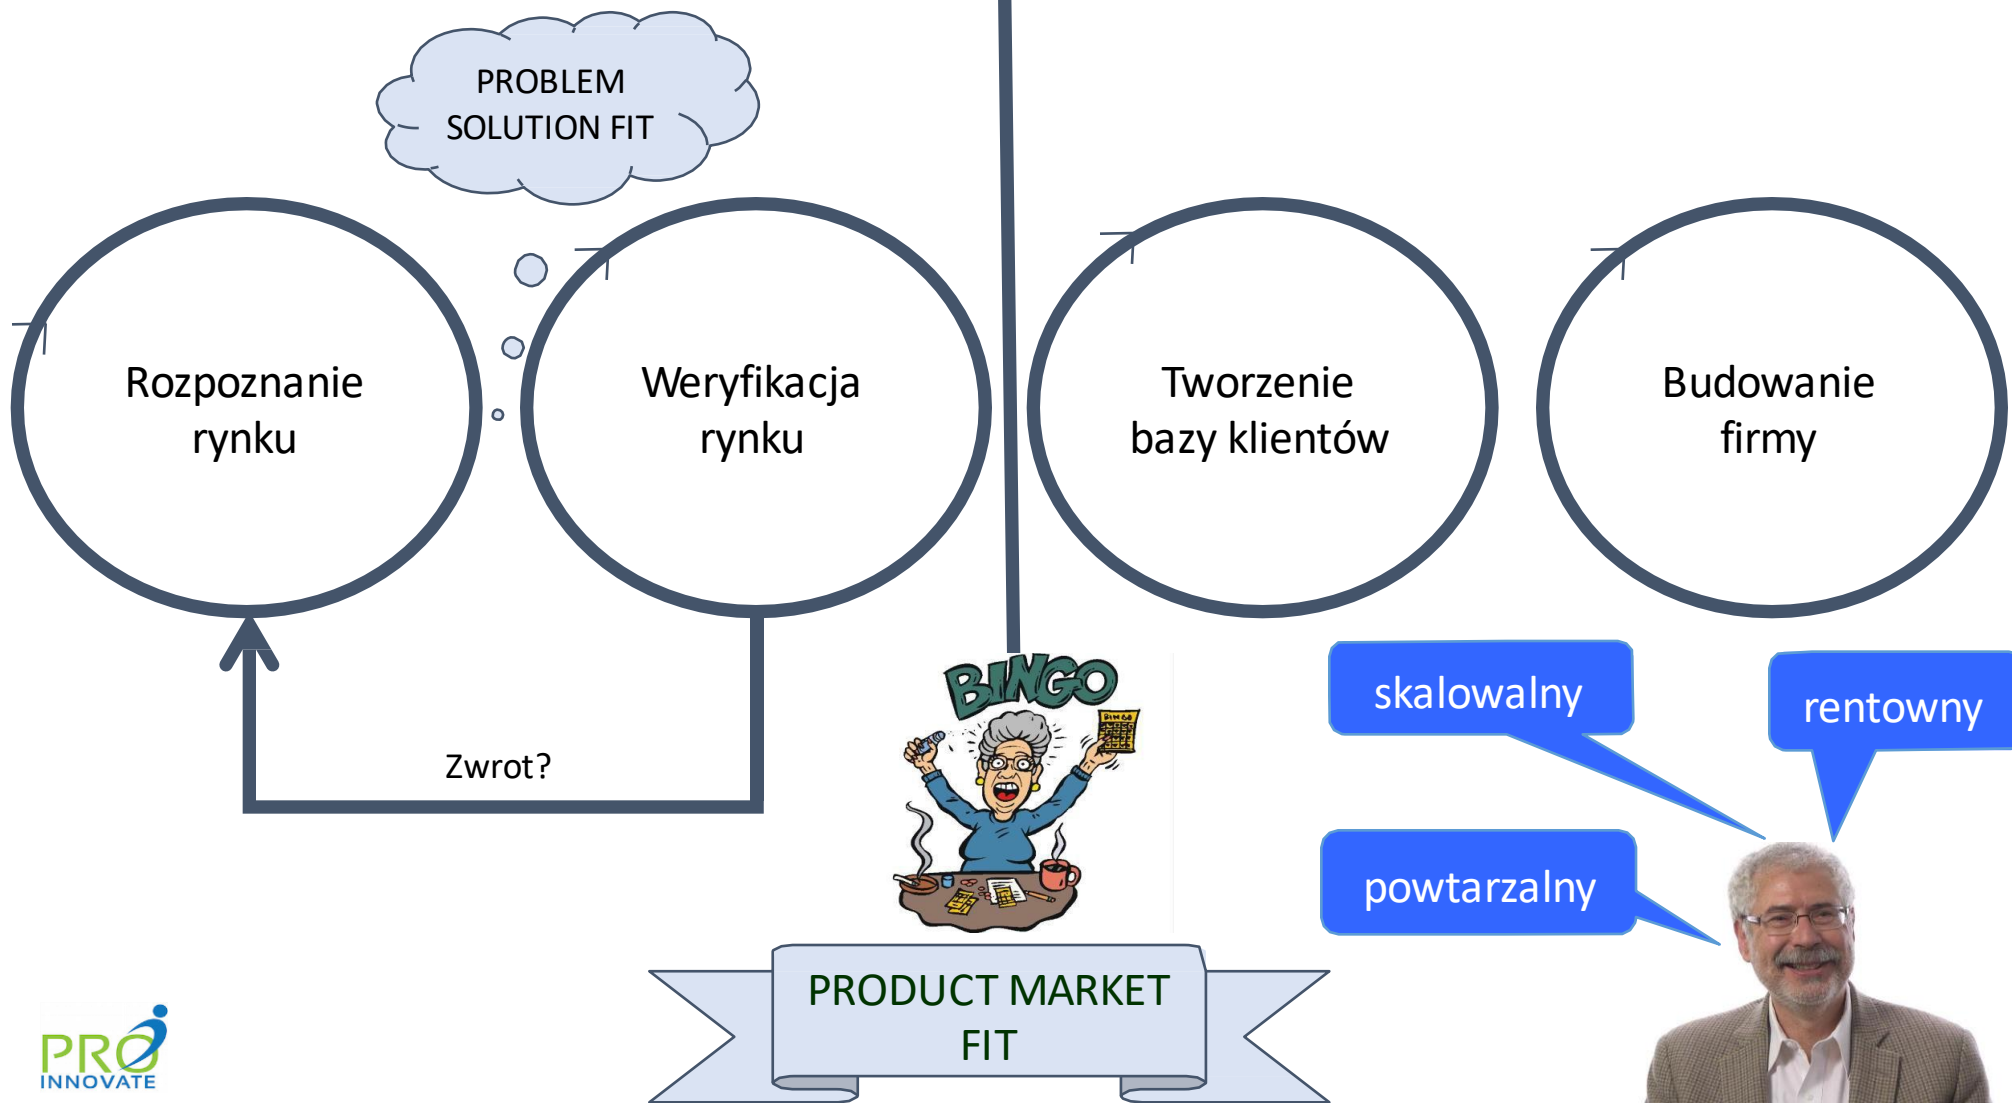 PROBLEM
SOLUTION FIT
Rozpoznanie
rynku
Weryfikacja
rynku
Tworzenie
bazy klientów
Budowanie
firmy
Zwrot?
BINGO
BINGO
skalowalny
rentowny
powtarzalny
PRODUCT MARKET
FIT
PRO
INNOVATE